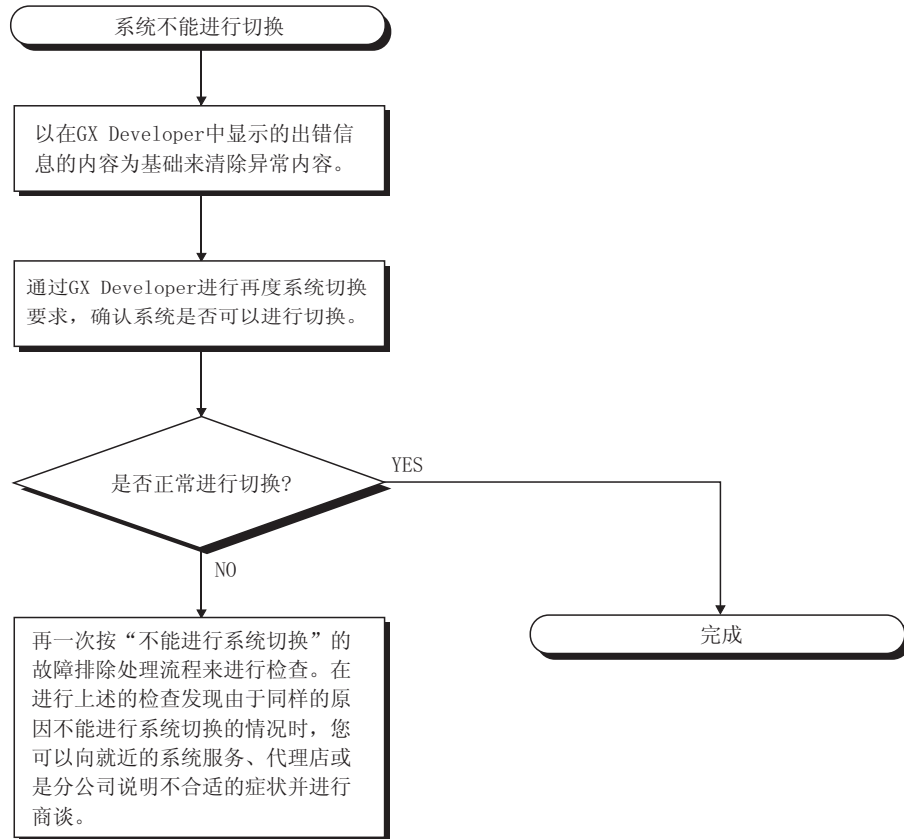 系统不能进行切换
以在GX Developer中显示的出错信
息的内容为基础来清除异常内容。
通过GX Developer进行再度系统切换
要求，确认系统是否可以进行切换。
是否正常进行切换?
YES
NO
完成
再一次按“不能进行系统切换”的
故障排除处理流程来进行检查。在
进行上述的检查发现由于同样的原
因不能进行系统切换的情况时，您
可以向就近的系统服务、代理店或
是分公司说明不合适的症状并进行
商谈。